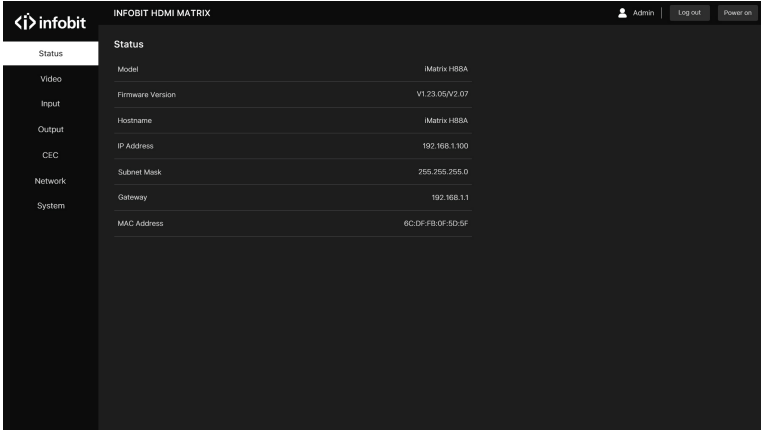 <i> infobit
INFOBIT HDMI MATRIX
Admin
Log out
Power on
Status
Video
Input
Output
CEC
Network
System
Status
Model iMatrix H88A
Firmware Version V1.23.05/V2.07
Hostname iMatrix H88A
IP Address 192.168.1.100
Subnet Mask 255.255.255.0
Gateway 192.168.1.1
MAC Address 6C:DF:FB:0F:5D:5F